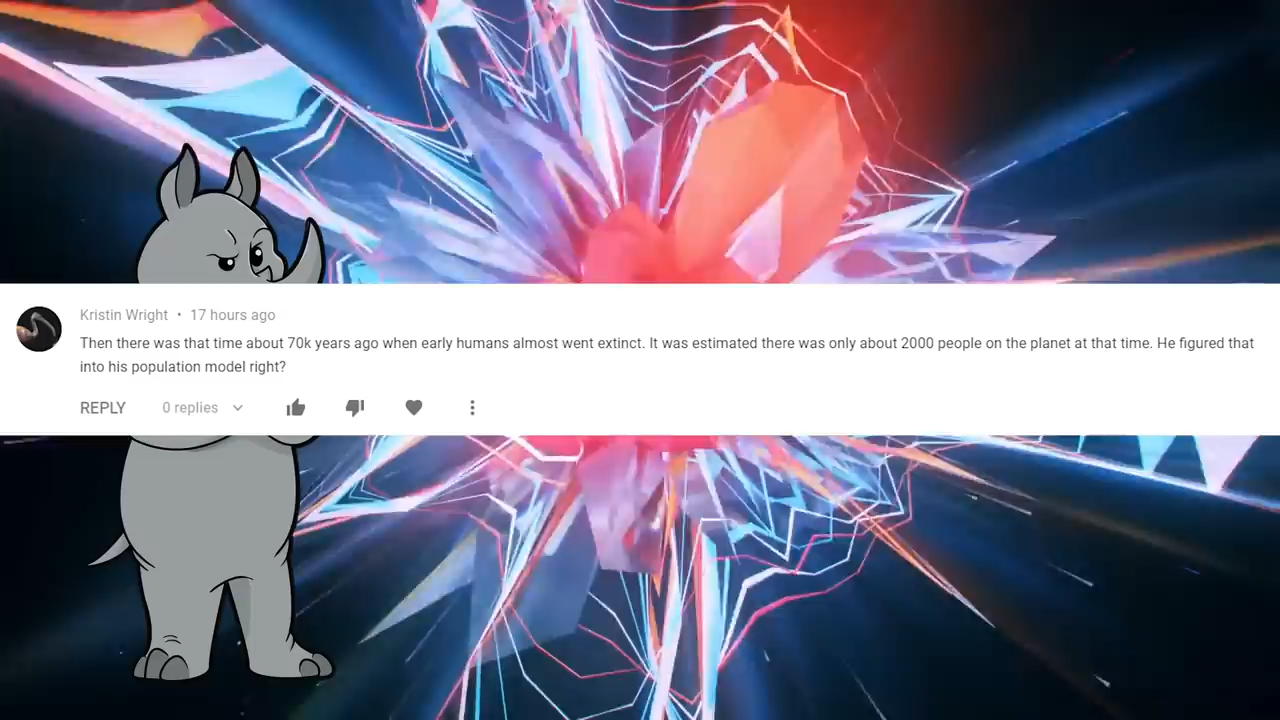 Kristin Wright • 17 hours ago
Then there was that time about 70k years ago when early humans almost went extinct. It was estimated there was only about 2000 people on the planet at that time. He figured that
into his population model right?
REPLY 0 replies